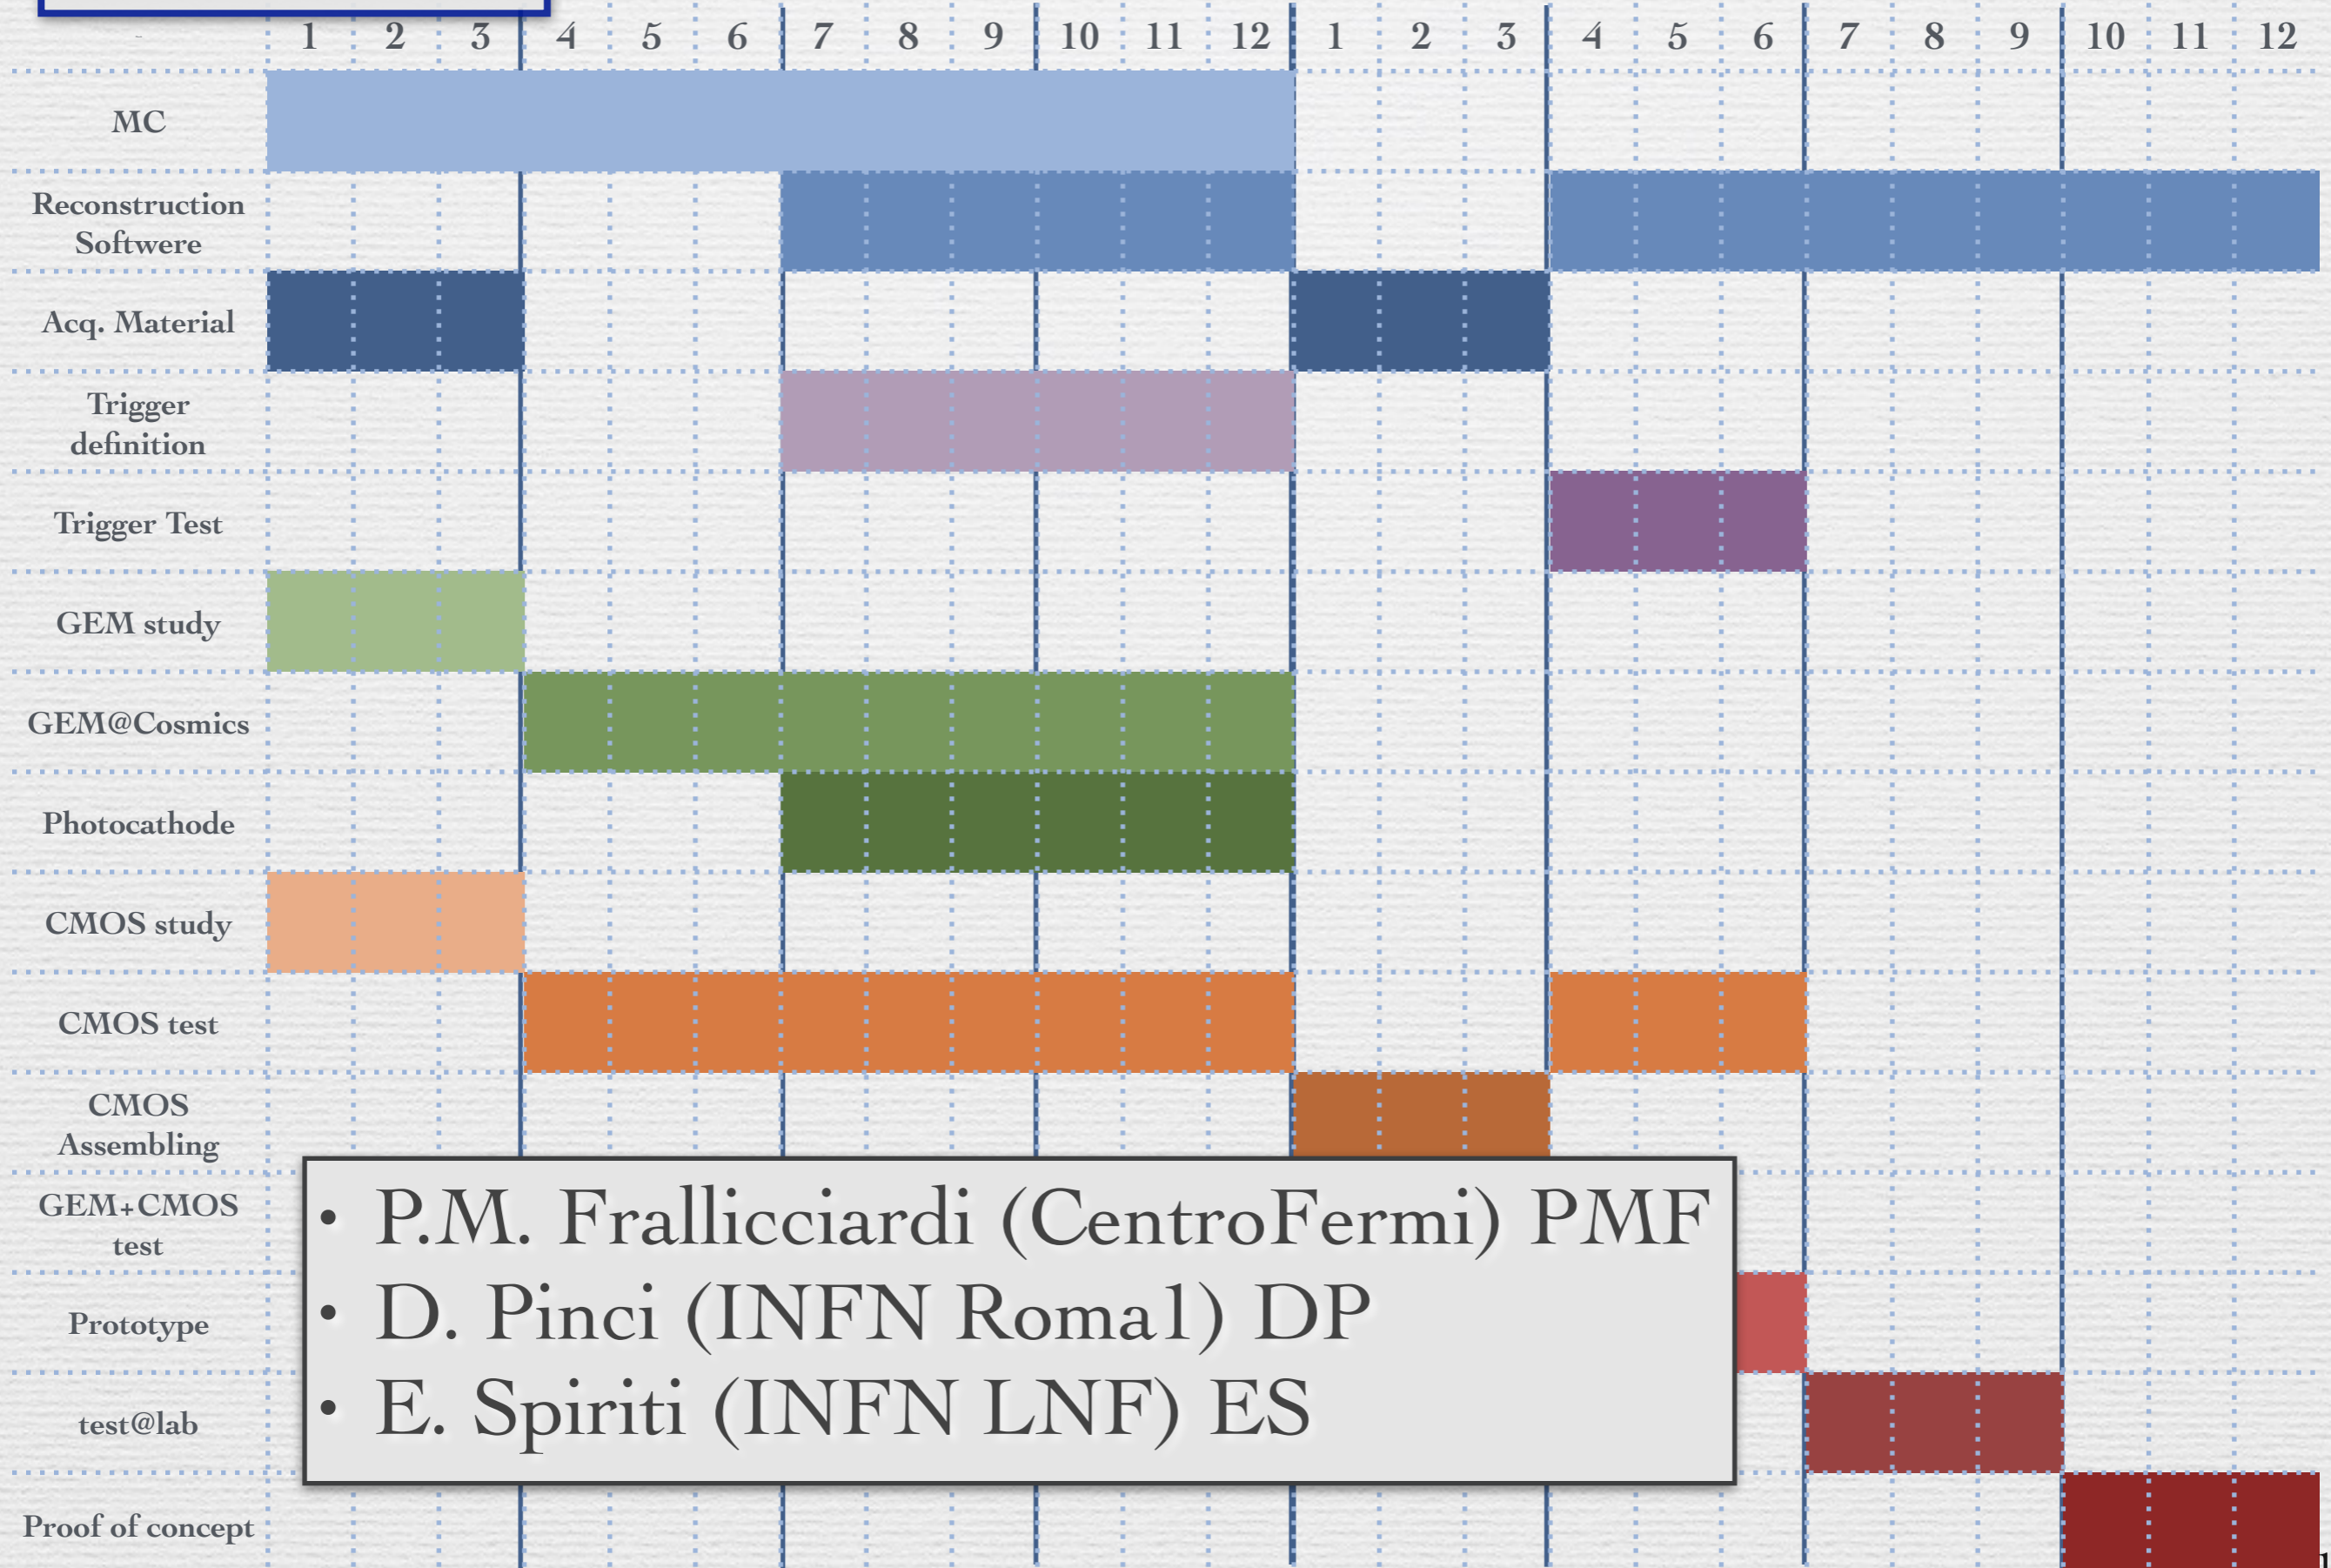 1 2 3 4 5 6 7 8 9 10 11 12 1 2 3 4 5 6 7 8 9 10 11 12
MC
Reconstruction
Softwere
Acq. Material
Trigger
definition
Trigger Test
GEM study
GEM@Cosmics
Photocathode
CMOS study
CMOS test
CMOS
Assembling
GEM+CMOS
test
Prototype
test@lab
Proof of concept
• P.M. Frallicciardi (CentroFermi) PMF
• D. Pinci (INFN Roma1) DP
• E. Spiriti (INFN LNF) ES